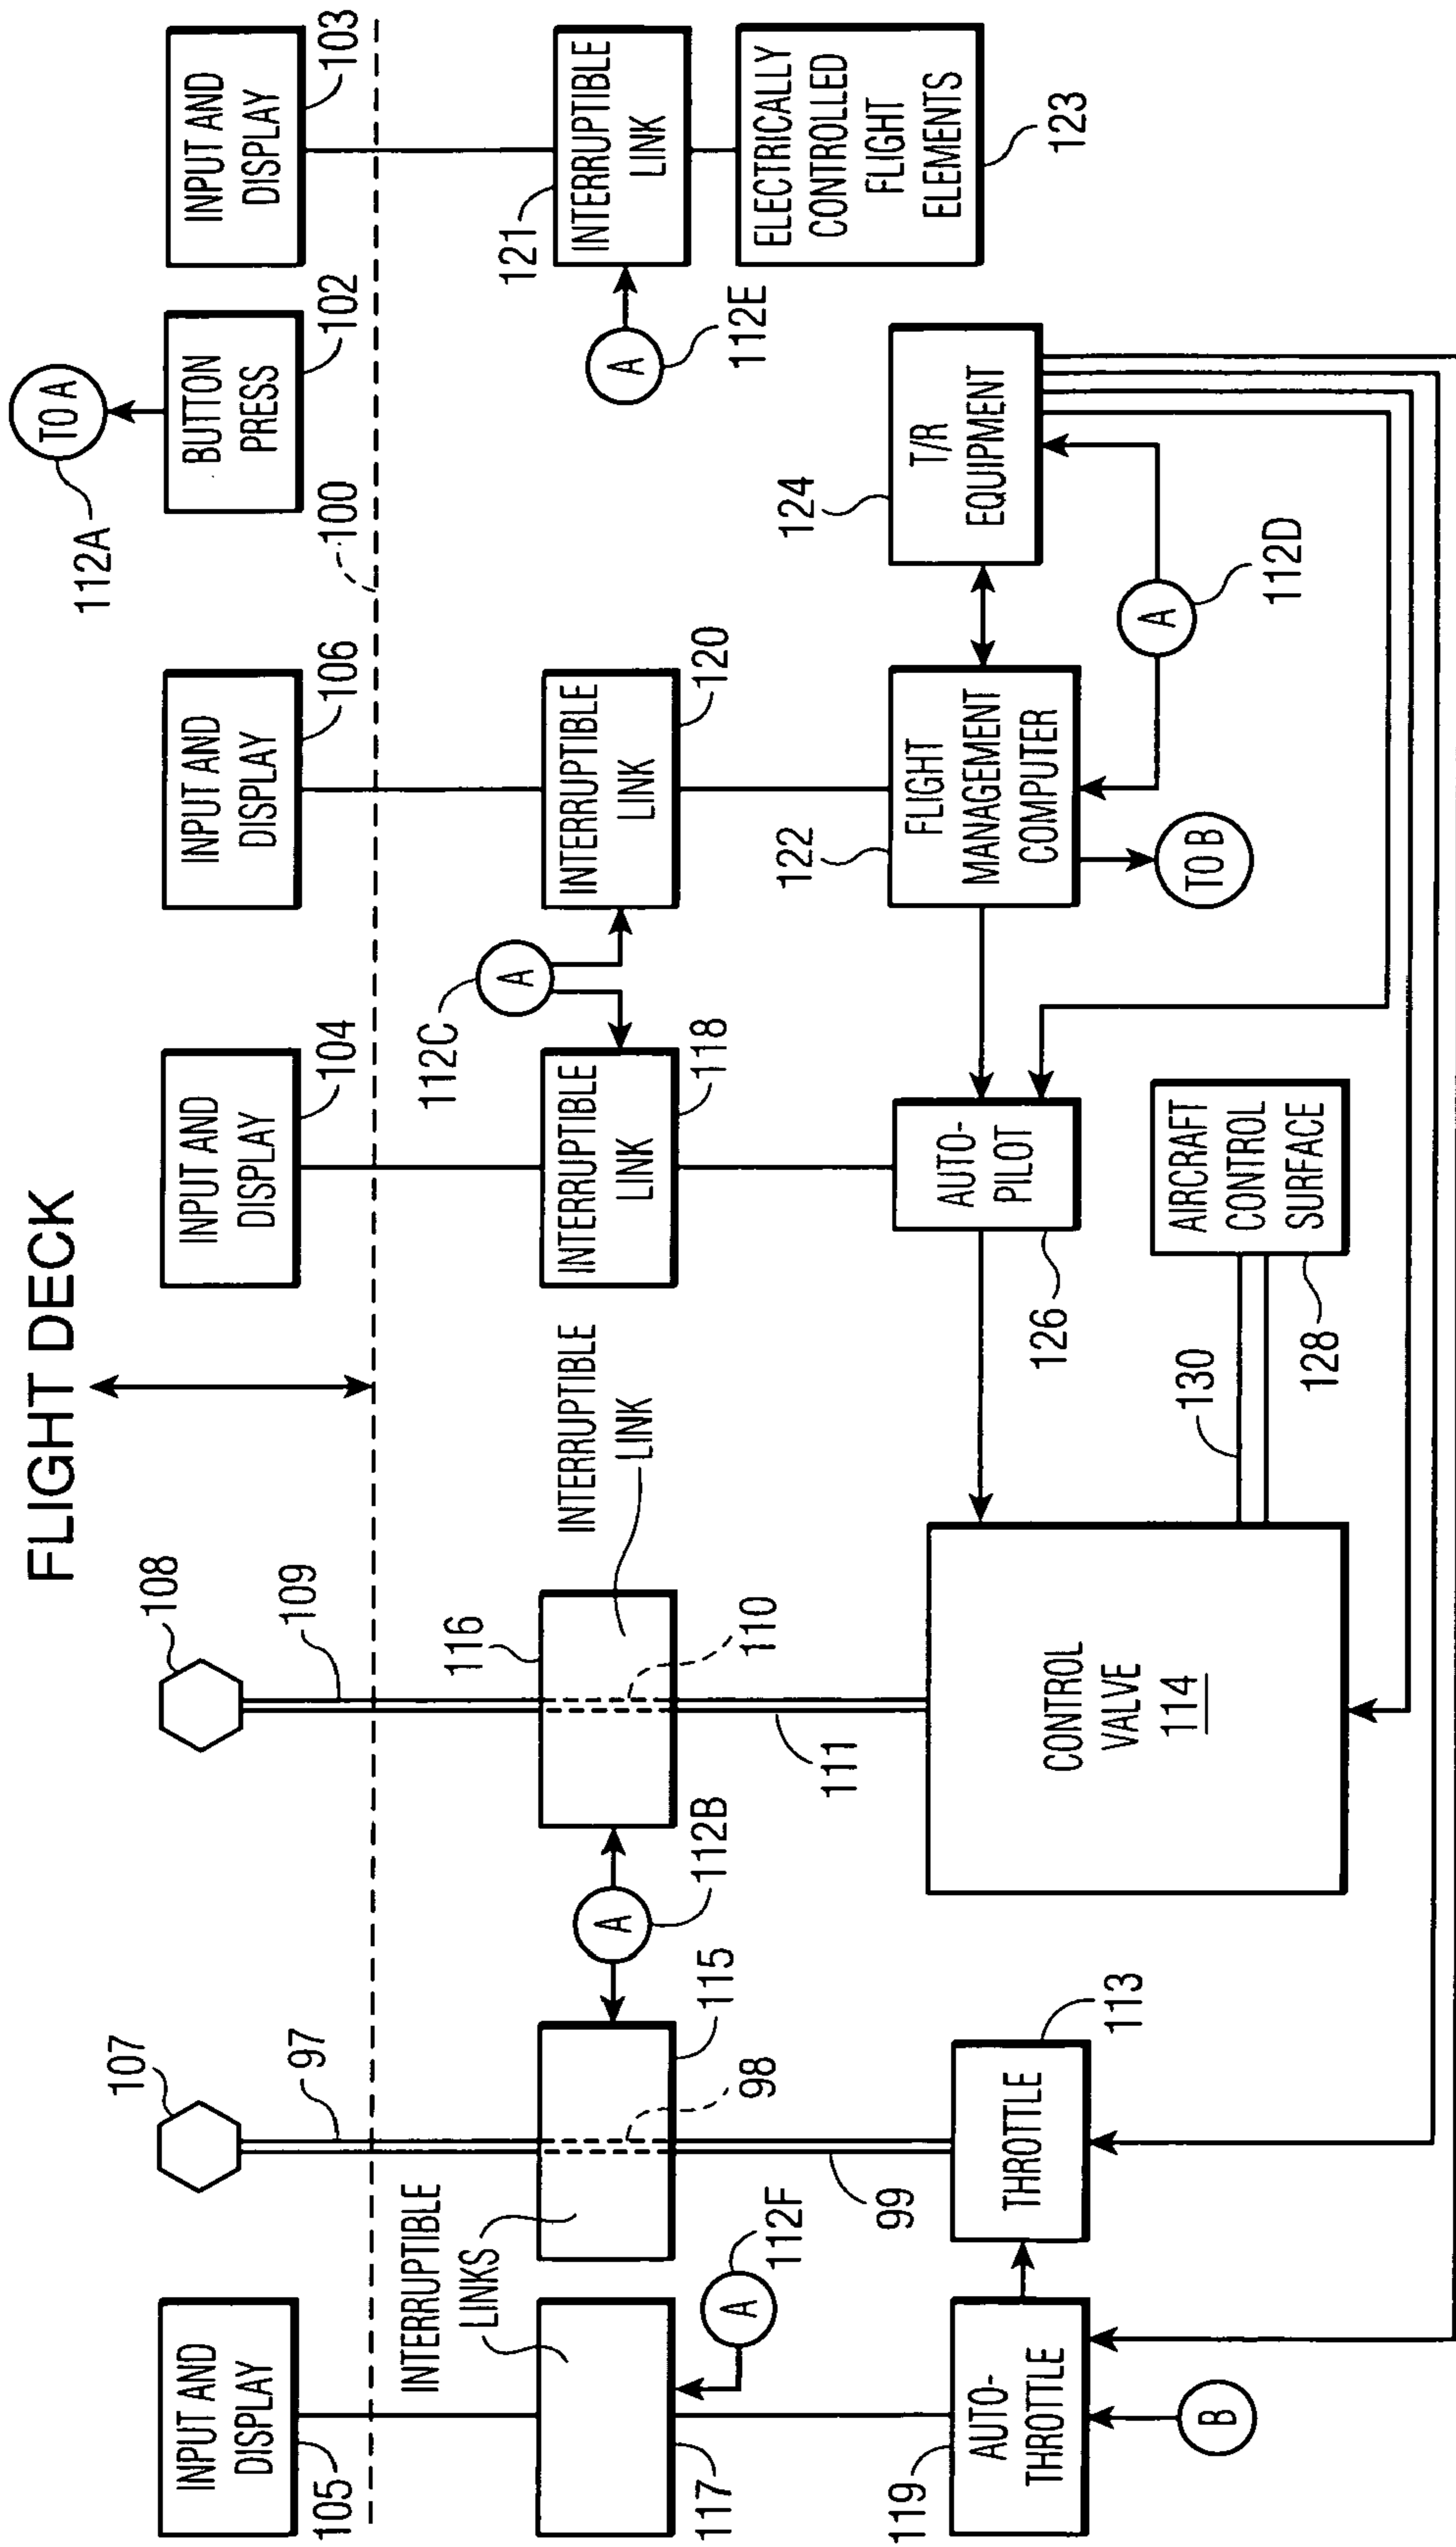 FLIGHT DECK
INPUT AND
DISPLAY
105
107
97
108
109
INPUT AND
DISPLAY
104
INPUT AND
DISPLAY
106
100
TO A
112A
BUTTON
PRESS
102
INPUT AND
DISPLAY
103
INTERRUPTIBLE
LINKS
117
A
112F
98
115
99
A
112B
116
110
INTERRUPTIBLE
LINK
111
INTERRUPTIBLE
LINK
118
A
112C
INTERRUPTIBLE
LINK
120
A
112E
121
INTERRUPTIBLE
LINK
ELECTRICALLY
CONTROLLED
FLIGHT
ELEMENTS
123
119
AUTO-
THROTTLE
B
THROTTLE
113
CONTROL
VALVE
114
130
AIRCRAFT
CONTROL
SURFACE
128
AUTO-
PILOT
126
122
FLIGHT
MANAGEMENT
COMPUTER
TO B
A
112D
124
T/R
EQUIPMENT